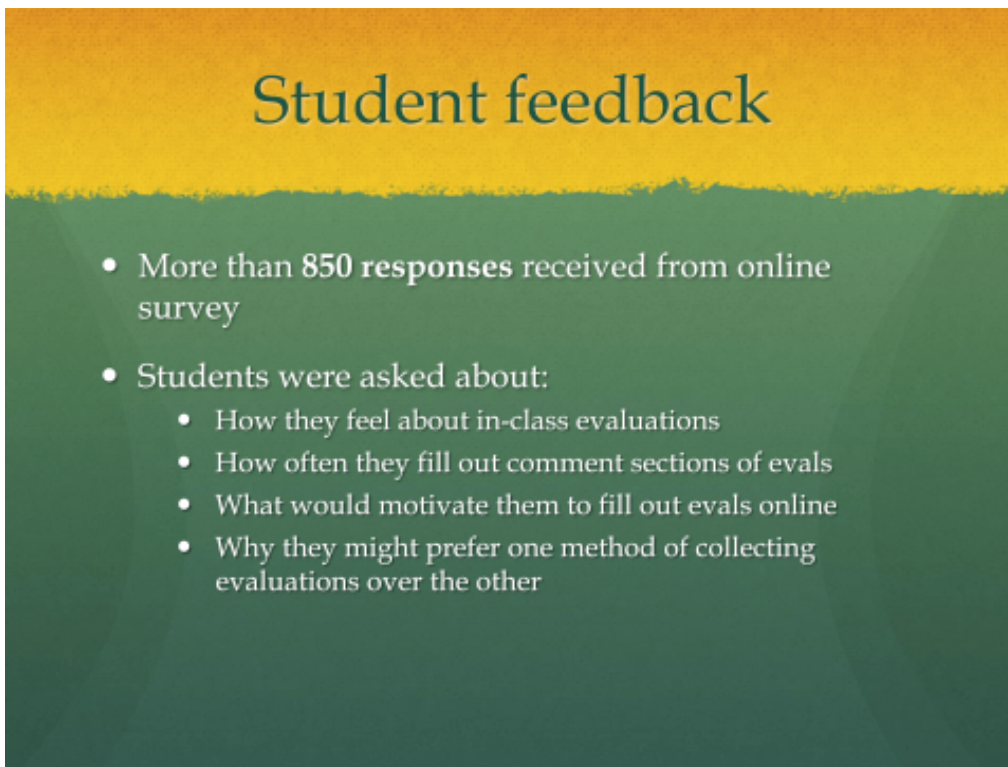 Student feedback
• More than 850 responses received from online
survey
• Students were asked about:
• How they feel about in-class evaluations
• How often they fill out comment sections of evals
• What would motivate them to fill out evals online
• Why they might prefer one method of collecting
evaluations over the other